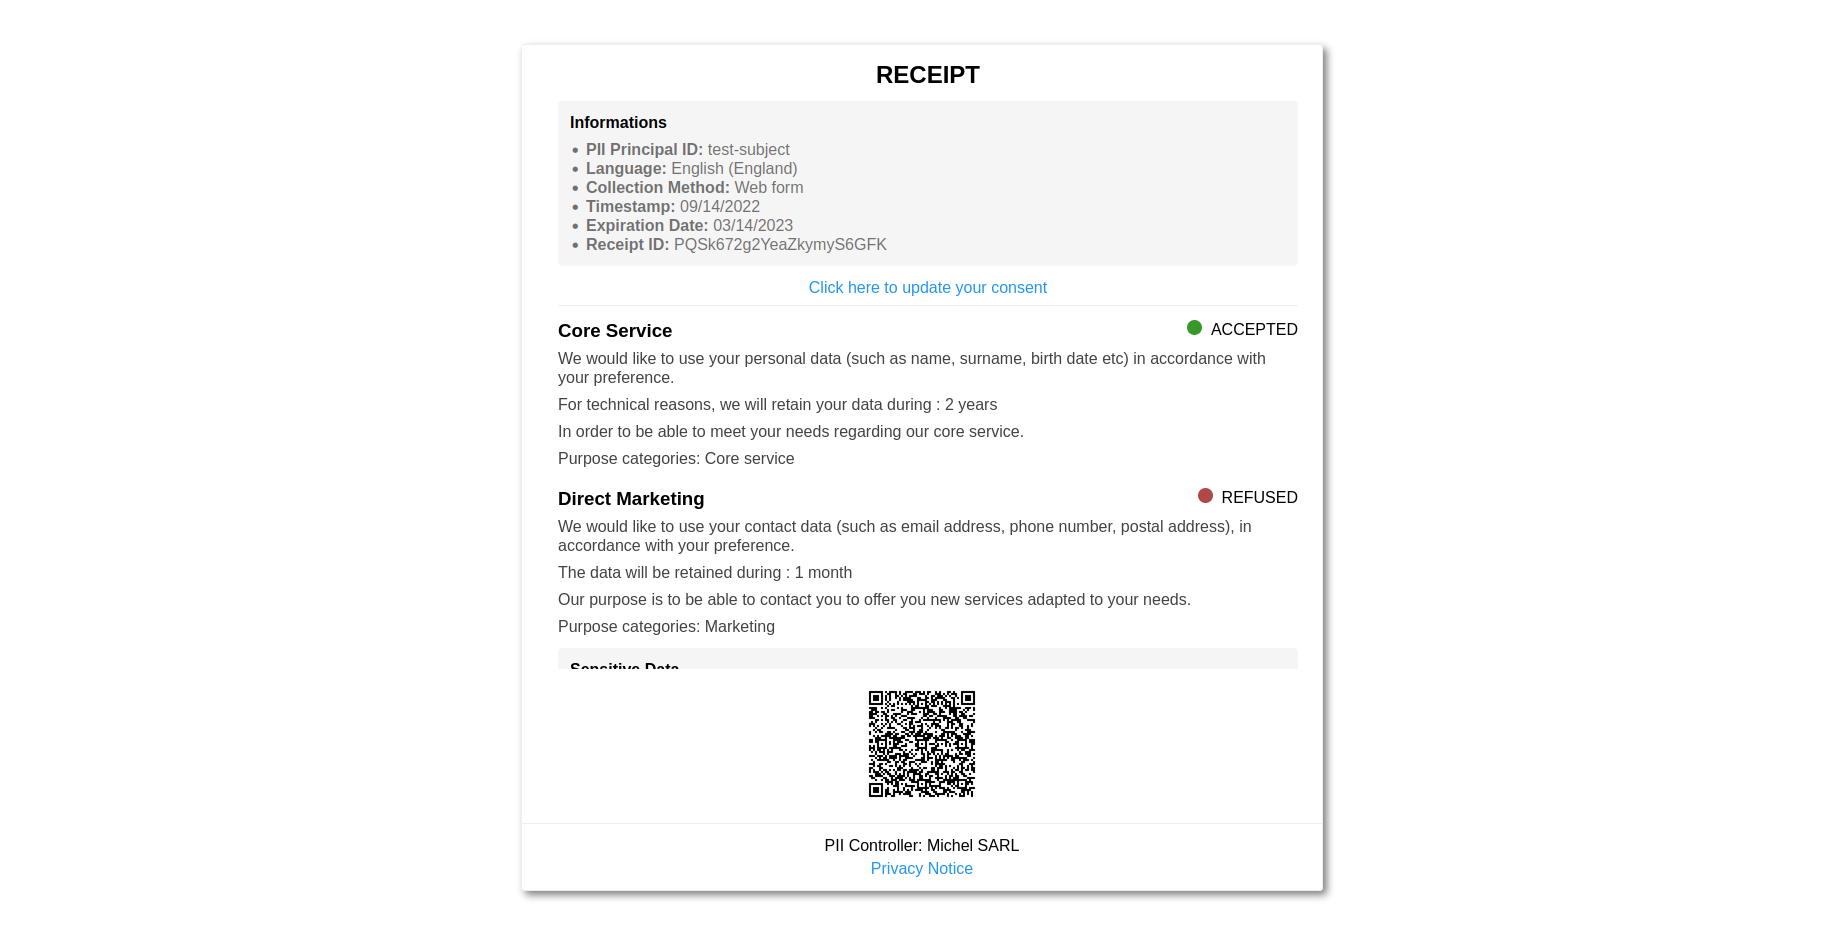 RECEIPT
Informations
• PII Principal ID: test-subject
• Language: English (England)
• Collection Method: Web form
• Timestamp: 09/14/2022
• Expiration Date: 03/14/2023
• Receipt ID: PQSk672g2YeaZkymyS6GFK
Click here to update your consent
Core Service
ACCEPTED
We would like to use your personal data (such as name, surname, birth date etc) in accordance with
your preference.
For technical reasons, we will retain your data during : 2 years
In order to be able to meet your needs regarding our core service.
Purpose categories: Core service
Direct Marketing
REFUSED
We would like to use your contact data (such as email address, phone number, postal address), in
accordance with your preference.
The data will be retained during : 1 month
Our purpose is to be able to contact you to offer you new services adapted to your needs.
Purpose categories: Marketing
Sensitive Data
PII Controller: Michel SARL
Privacy Notice